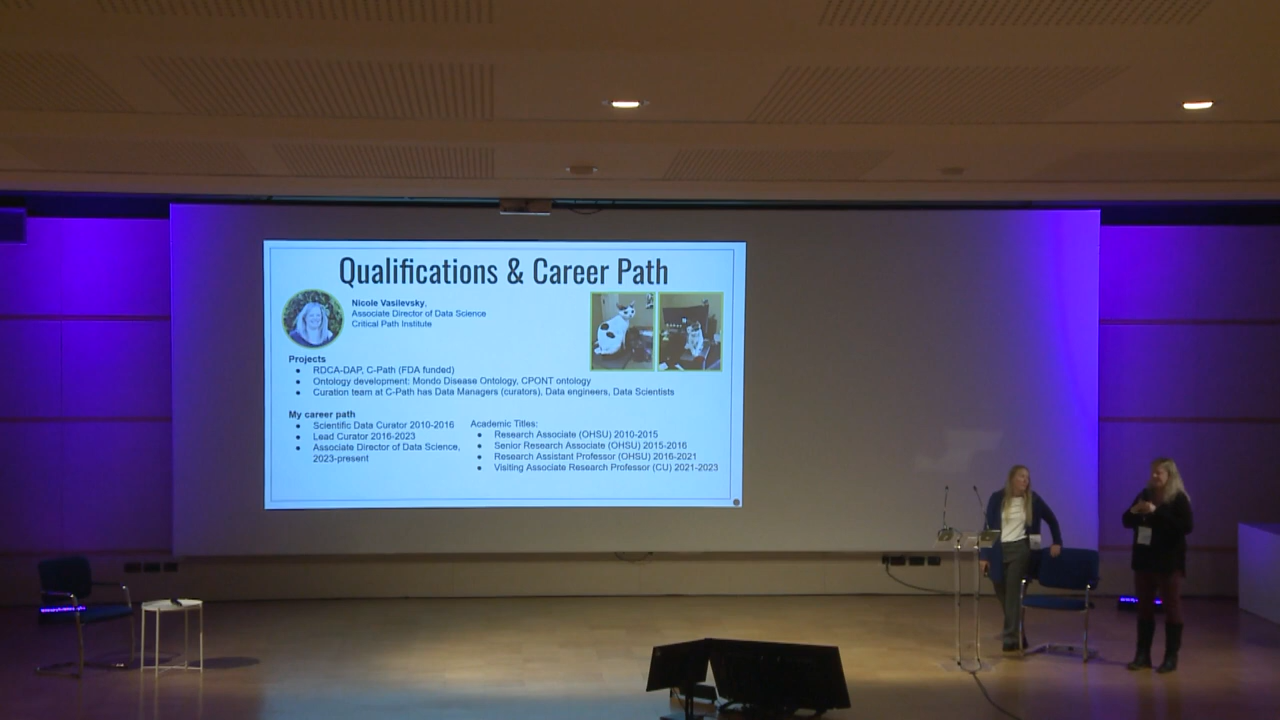 Qualifications & Career Path
Nicole Vasilevsky,
Associate Director of Data Science
Critical Path Institute
Projects
● RDCA-DAP, C-Path (FDA funded)
● Ontology development: Mondo Disease Ontology, CPONT ontology
● Curation team at C-Path has Data Managers (curators), Data engineers, Data Scientists
My career path
● Scientific Data Curator 2010-2016
● Lead Curator 2016-2023
● Associate Director of Data Science,
2023-present
Academic Titles:
● Research Associate (OHSU) 2010-2015
● Senior Research Associate (OHSU) 2015-2016
● Research Assistant Professor (OHSU) 2016-2021
● Visiting Associate Research Professor (CU) 2021-2023